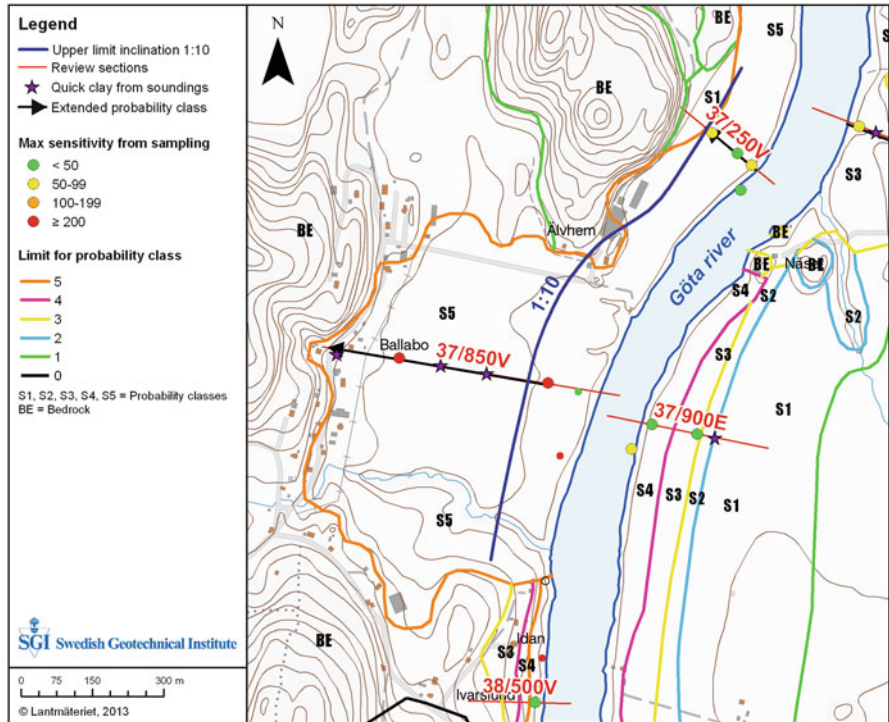 Legend
Upper limit inclination 1:10
Review sections
Quick clay from soundings
Extended probability class
Max sensitivity from sampling
< 50
50-99
100-199
≥ 200
Limit for probability class
5
4
3
2
1
0
S1, S2, S3, S4, S5 = Probability classes
BE = Bedrock
SGI Swedish Geotechnical Institute
0 75 150 300 m
© Lantmäteriet, 2013
N
BE
S5
S
BE
S1
37/250V
S3
Älvhem
BE
BE
Göta river
BE
Näset
BE
S4
S2
S2
1:10
S5
Ballabo
37/850V
S3
37/900E
S1
S4
S3
S2
S1
S5
BE
Idan
S3
S4
Ivarslund
38/500V